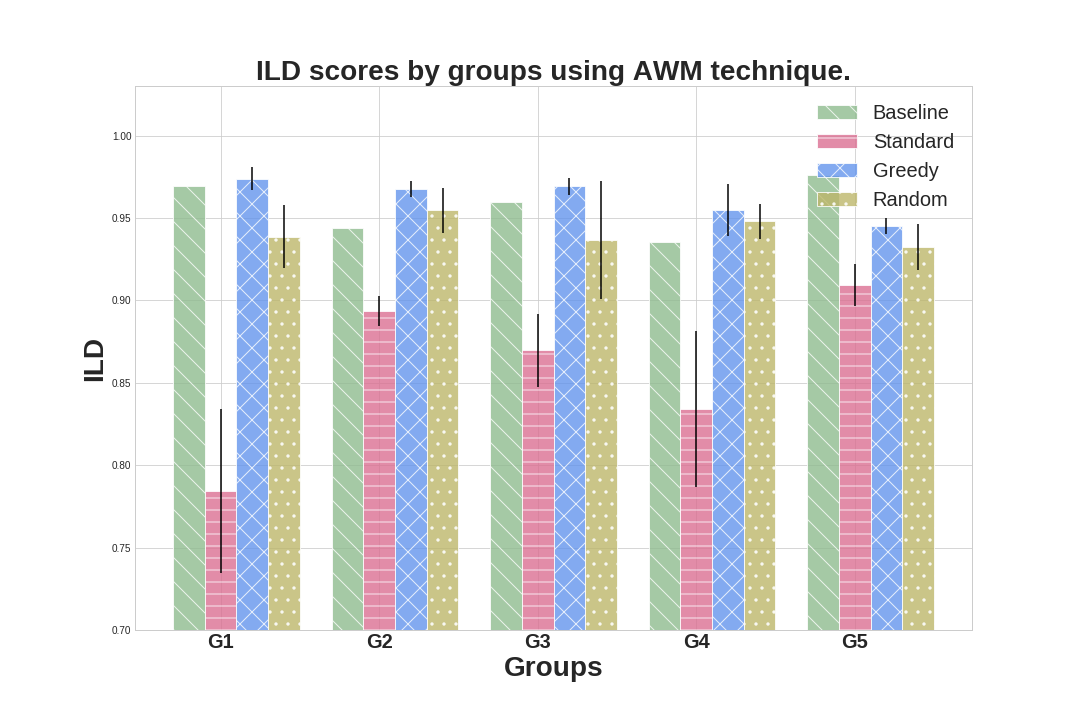 ILD scores by groups using AWM technique.
Baseline
Standard
Greedy
Random
1.00
0.95
0.90
0.85
0.80
0.75
0.70
ILD
G1 G2 G3 G4 G5
Groups